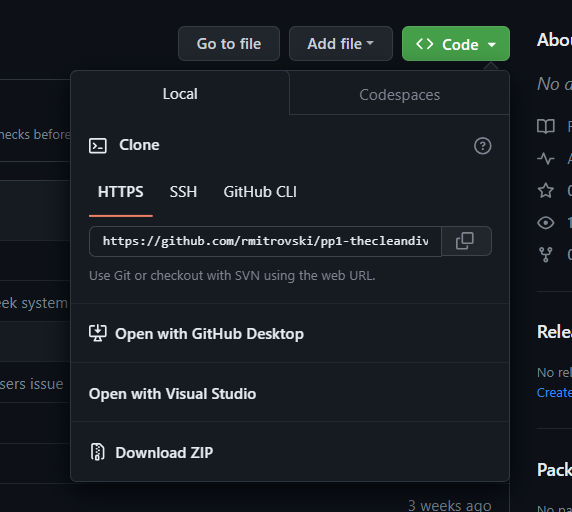 Go to file
Add file
Code
Abou
No d
Local
Codespaces
hecks before
Clone
HTTPS
SSH
GitHub CLI
https://github.com/rmitrovski/pp1-thecleandiv
Use Git or checkout with SVN using the web URL.
eek system
Open with GitHub Desktop
Relea
No rel
sers issue
Open with Visual Studio
Create
Download ZIP
Pack
No pa
3 weeks ago